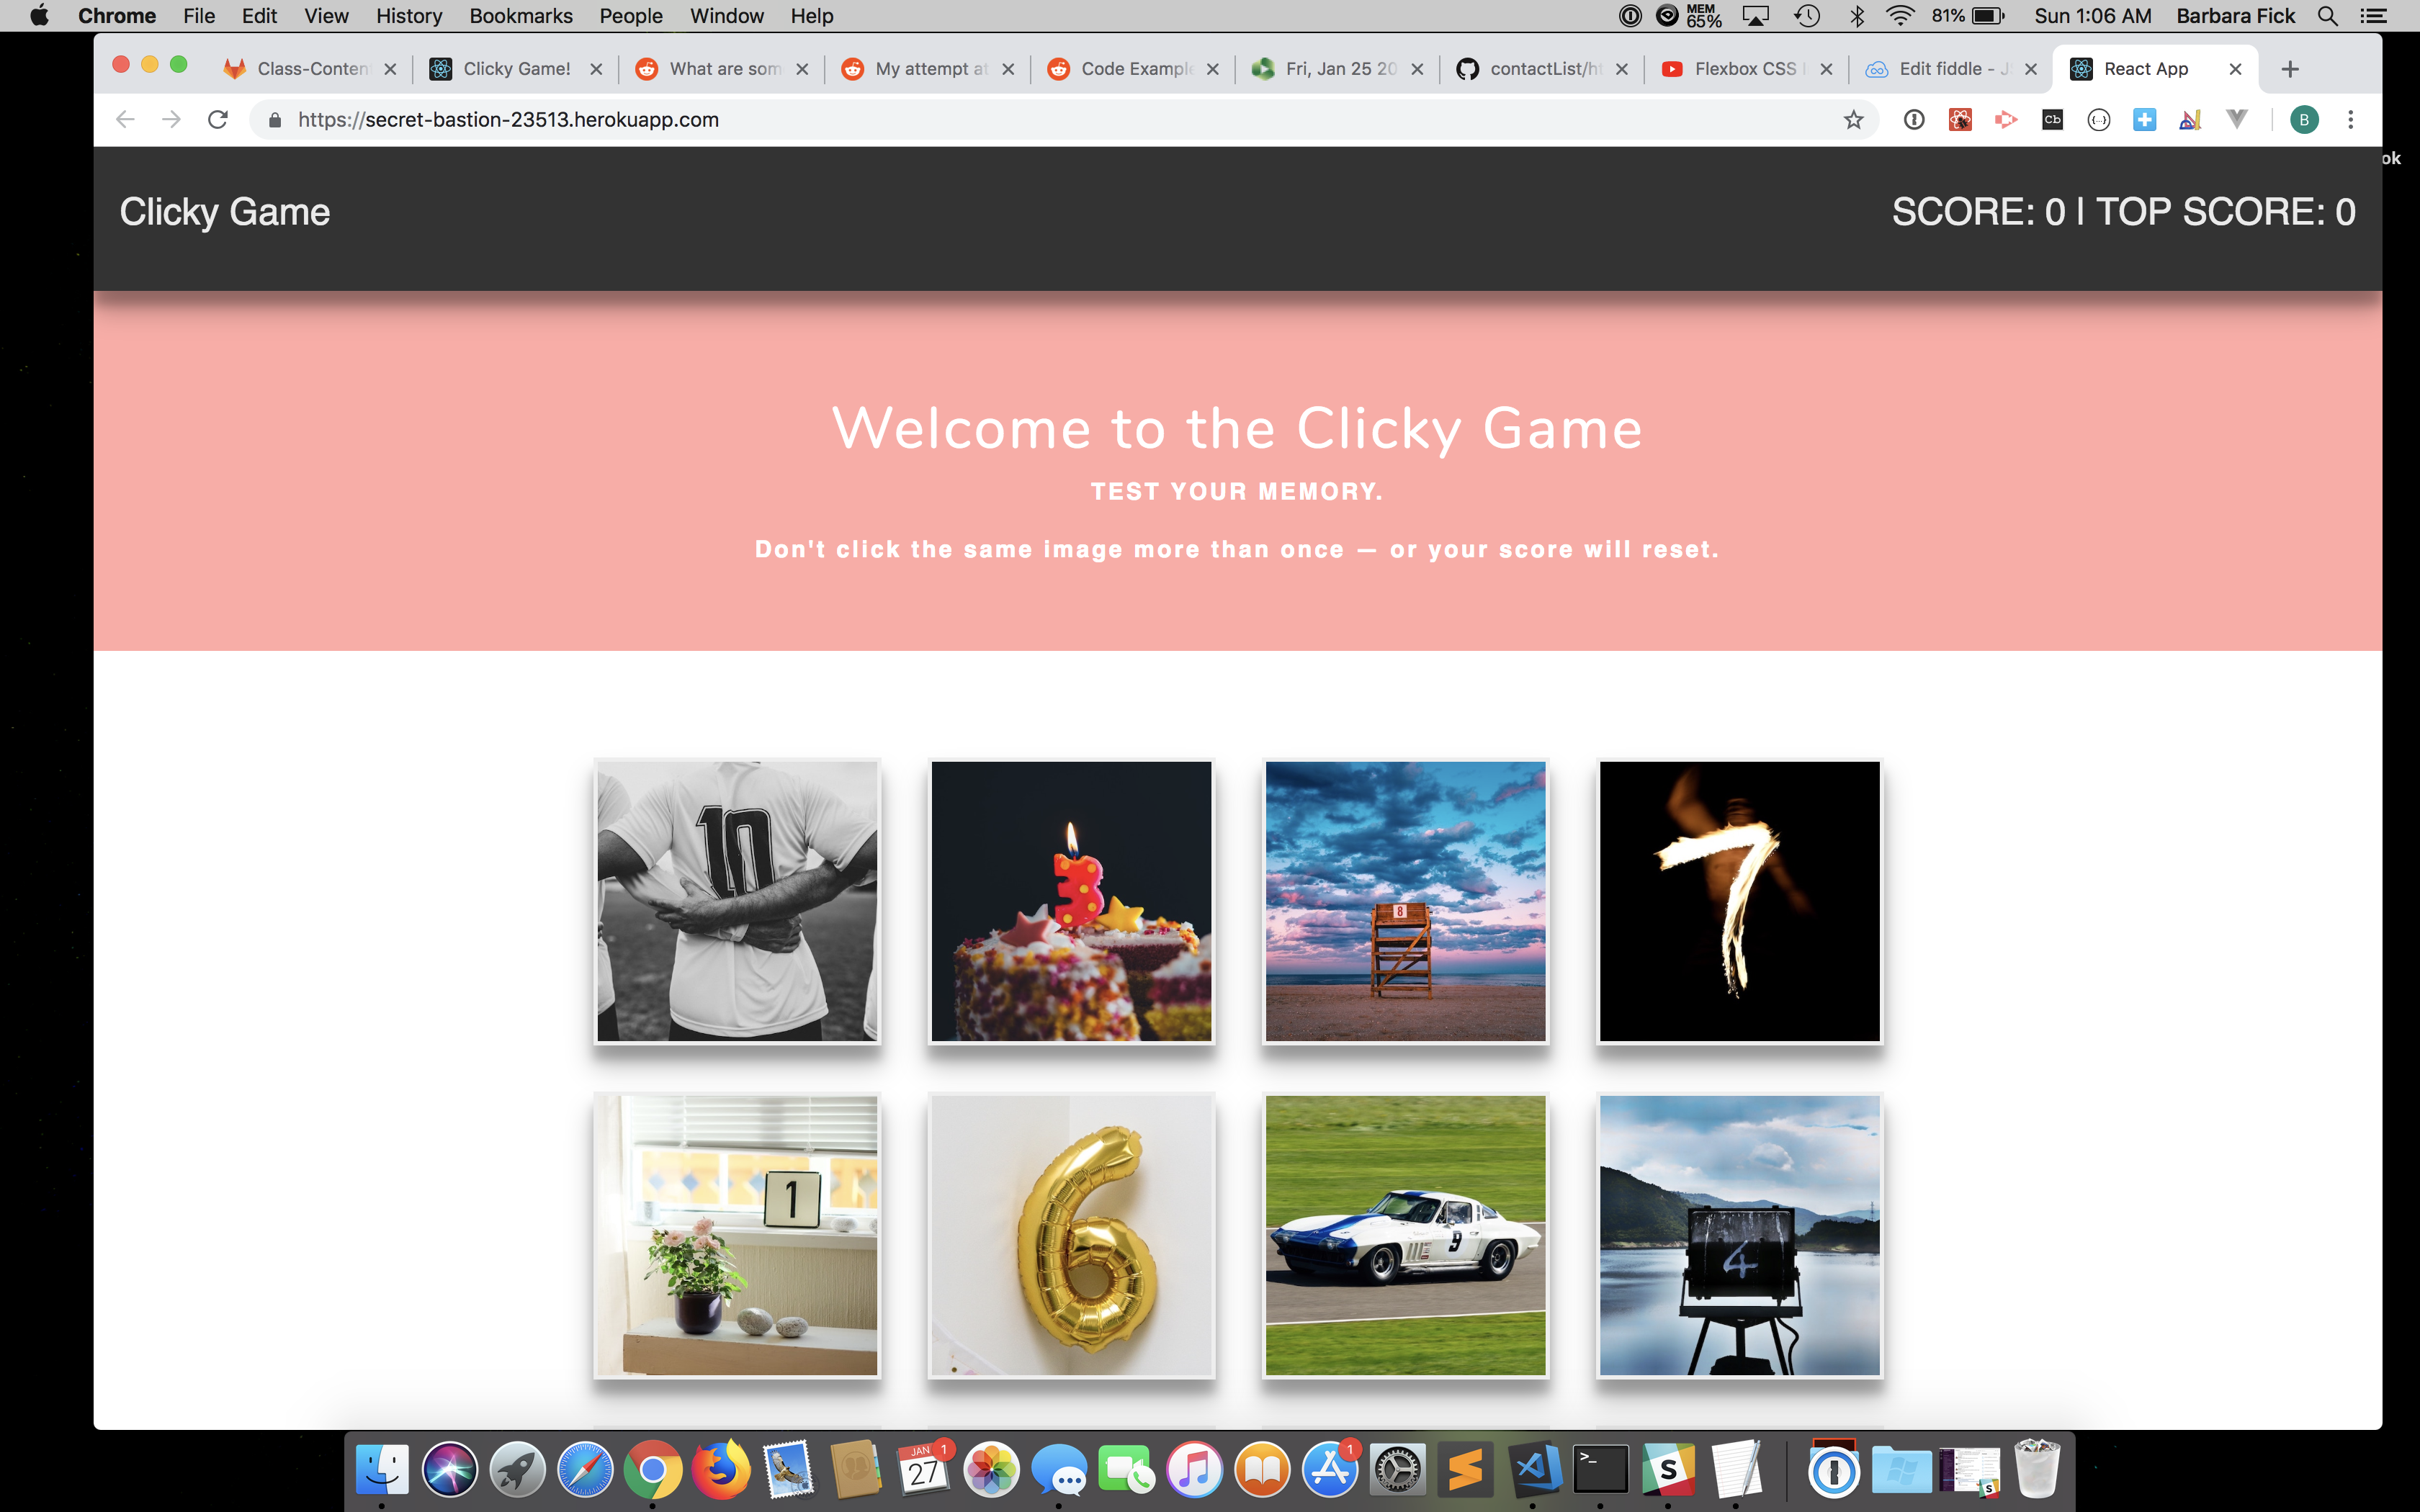 Chrome File Edit View History Bookmarks People Window Help MEM 65% 81% Sun 1:06 AM Barbara Fick
Class-Conten Clicky Game! What are som My attempt at Code Example Fri, Jan 25 20 contactList/ht Flexbox CSS Edit fiddle - J React App
https://secret-bastion-23513.herokuapp.com Cb B
ok
Clicky Game SCORE: 0 | TOP SCORE: 0
Welcome to the Clicky Game
TEST YOUR MEMORY.
Don't click the same image more than once — or your score will reset.
10 3 8 7
1 6 9 4
JAN 1 27 1 >_ S